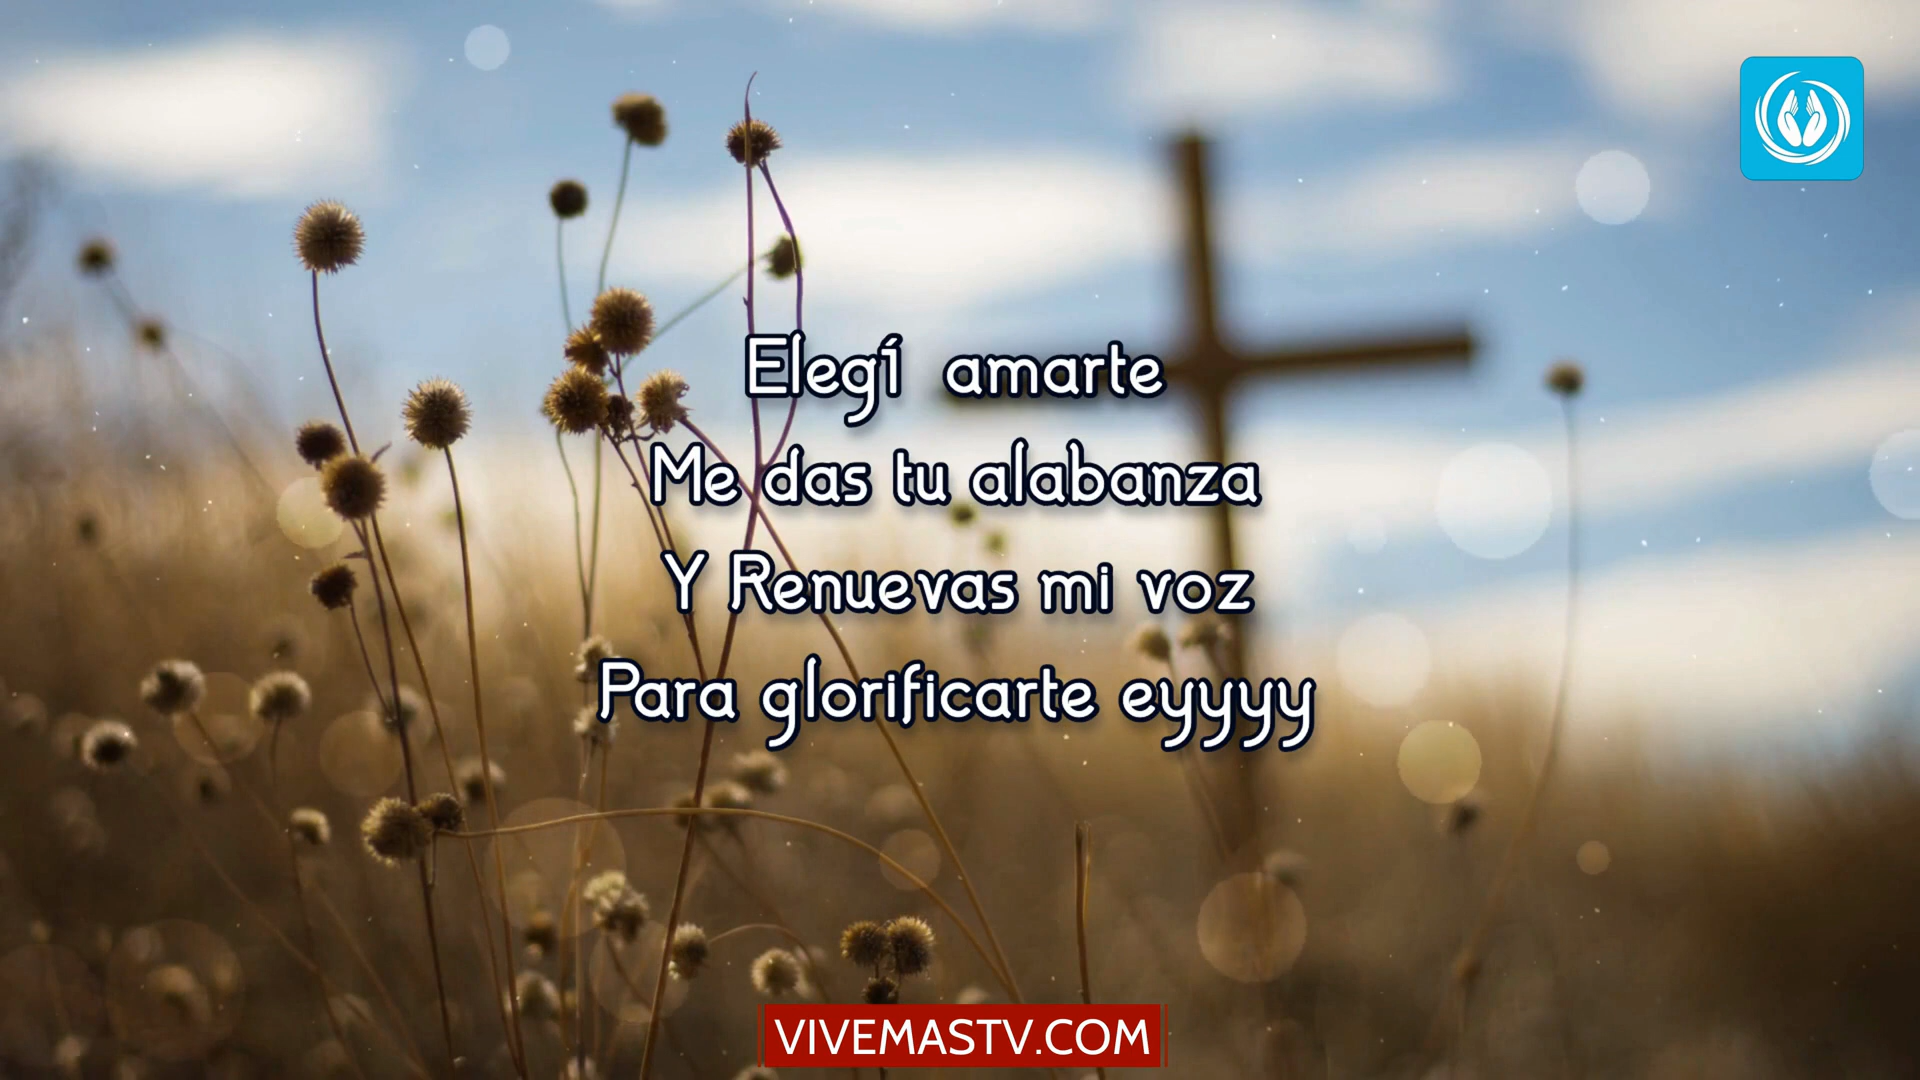 Elegí amarte
Me das tu alabanza
Y Renuevas mi voz
Para glorificarte eyyyy
VIVEMASTV.COM